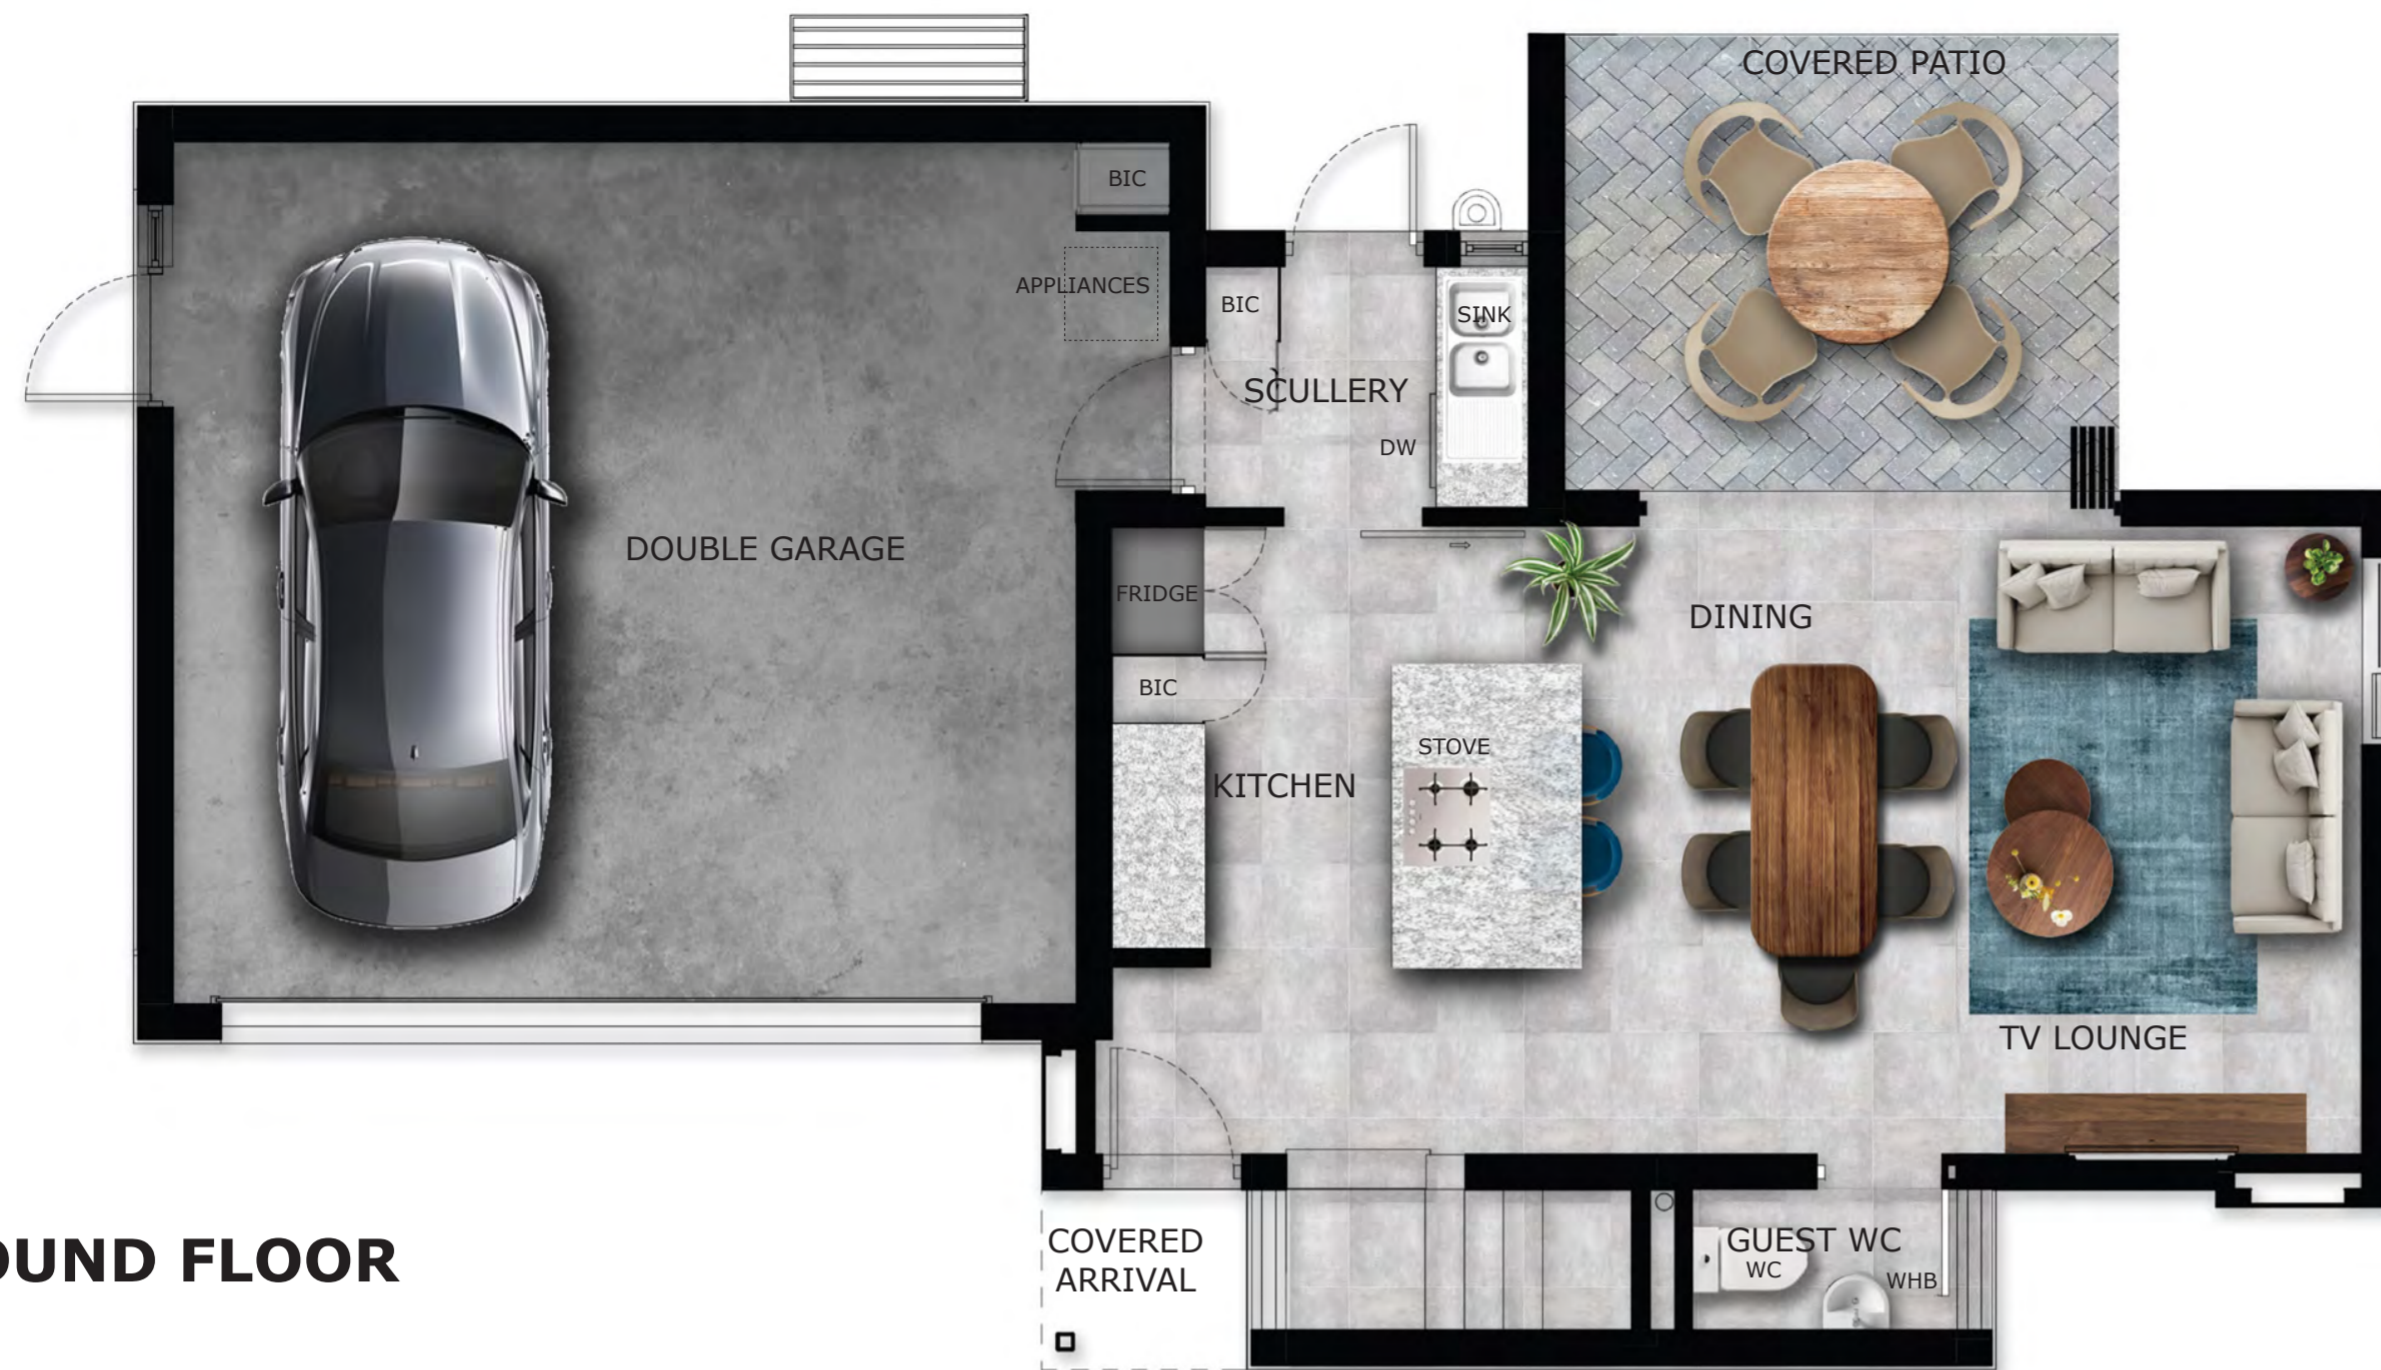 COVERED PATIO
BIC
APPLIANCES
BIC
SINK
SCULLERY
DW
DOUBLE GARAGE
FRIDGE
DINING
BIC
STOVE
KITCHEN
TV LOUNGE
COVERED
ARRIVAL
GUEST WC
WC
WHB
OUND FLOOR